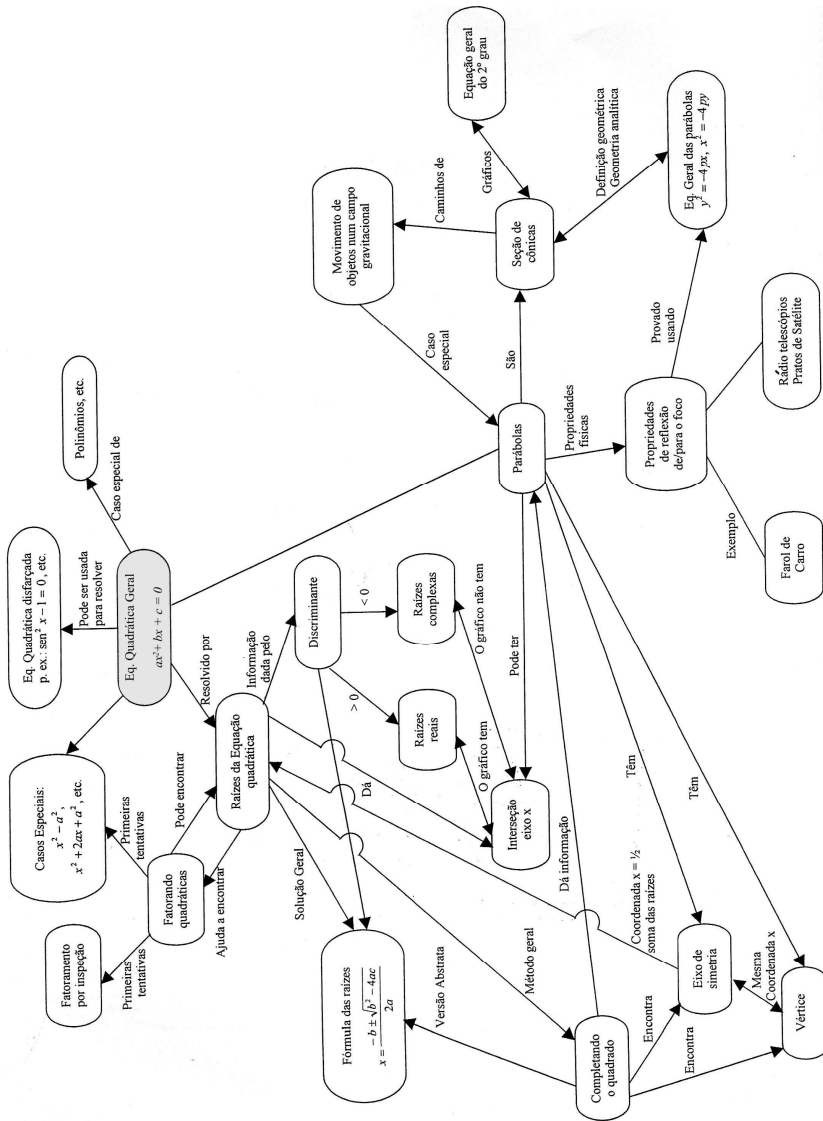 Fatoramento
por inspeção
Primeiras
tentativas
Casos Especiais:
x² – a²,
x² + 2ax + a², etc.
Primeiras
tentativas
Fatorando
quadráticas
Pode encontrar
Ajuda a encontrar
Eq. Quadrática disfarçada
p. ex.: sen² x – 1 = 0 , etc.
Pode ser usada
para resolver
Eq. Quadrática Geral
ax²+ bx + c = 0
Caso especial de
Polinômios, etc.
Resolvido por
Raízes da Equação
quadrática
Informação
dada pelo
Discriminante
> 0
< 0
Raízes
reais
Raízes
complexas
O gráfico tem
O gráfico não tem
Pode ter
Interseção
eixo x
Dá
Solução Geral
Fórmula das raízes
x = (–b ± √(b² – 4ac)) / 2a
Versão Abstrata
Método geral
Completando
o quadrado
Dá informação
Coordenada x = ½
soma das raízes
Encontra
Encontra
Eixo de
simetria
Mesma
Coordenada x
Vértice
Têm
Têm
Parábolas
Caso
especial
Movimento de
objetos num campo
gravitacional
Caminhos de
São
Seção de
cônicas
Gráficos
Equação geral
do 2º grau
Definição geométrica
Geometria analítica
Eq. Geral das parábolas
y² = –4px, x² = –4py
Provado
usando
Propriedades
físicas
Propriedades
de reflexão
de/para o foco
Exemplo
Farol de
Carro
Rádio telescópios
Pratos de Satélite